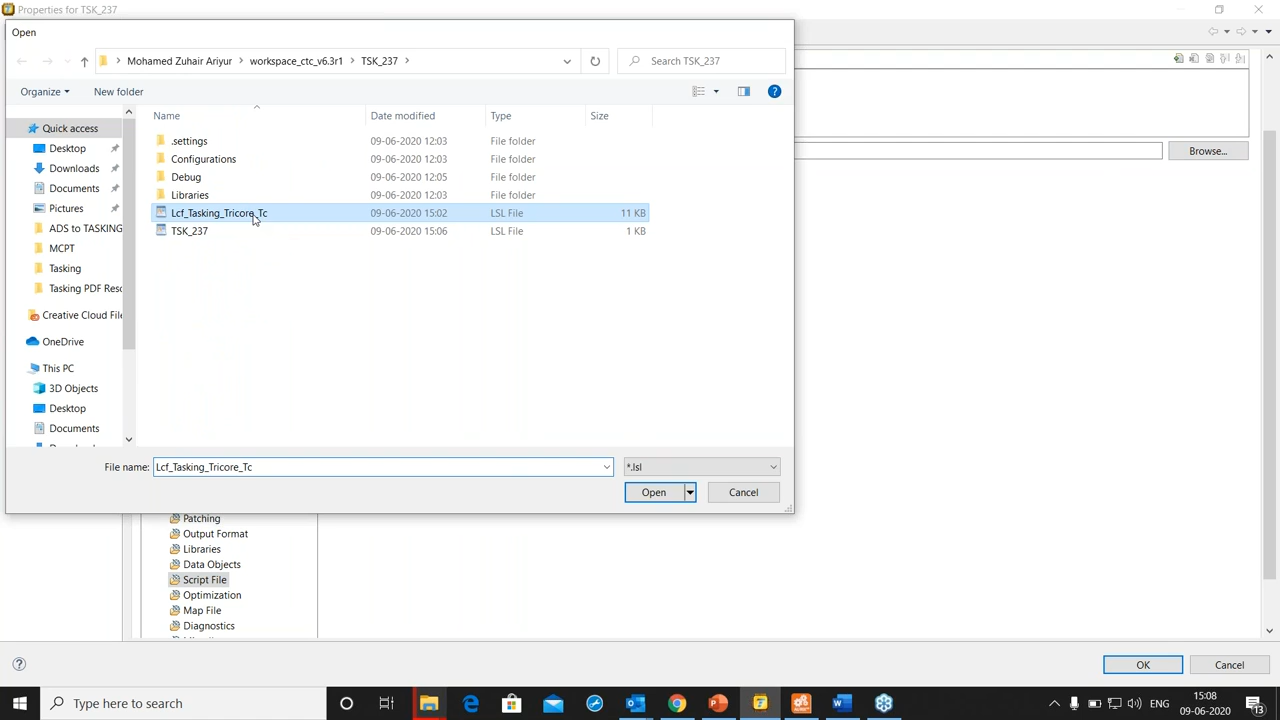 Properties for TSK_237
Open
Mohamed Zuhair Ariyur > workspace_ctc_v6.3r1 > TSK_237 >
Search TSK_237
Organize
New folder
Name Date modified Type Size
Quick access
Desktop
Downloads
Documents
Pictures
ADS to TASKING
MCPT
Tasking
Tasking PDF Reso
Creative Cloud File
OneDrive
This PC
3D Objects
Desktop
Documents
.settings 09-06-2020 12:03 File folder
Configurations 09-06-2020 12:03 File folder
Debug 09-06-2020 12:05 File folder
Libraries 09-06-2020 12:03 File folder
Lcf_Tasking_Tricore_Tc 09-06-2020 15:02 LSL File 11 KB
TSK_237 09-06-2020 15:06 LSL File 1 KB
Browse...
File name: Lcf_Tasking_Tricore_Tc
*.lsl
Open
Cancel
Patching
Output Format
Libraries
Data Objects
Script File
Optimization
Map File
Diagnostics
OK
Cancel
Type here to search
ENG
15:08
09-06-2020
13